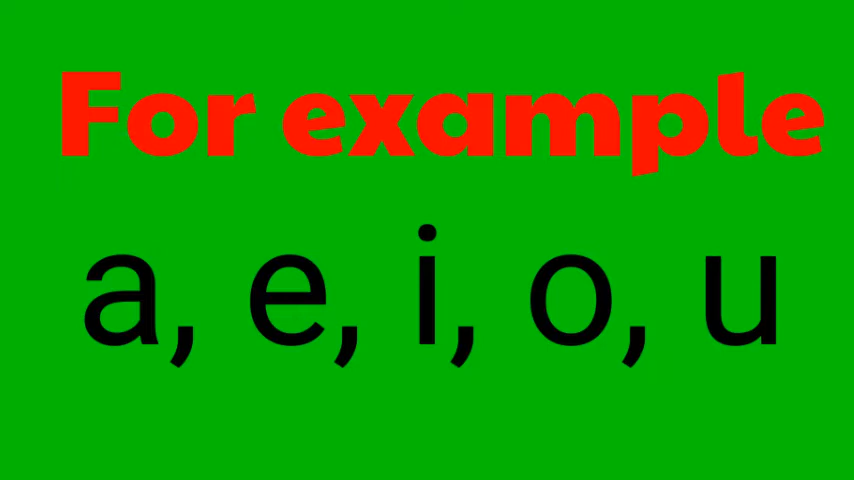 For example
a, e, i, o, u